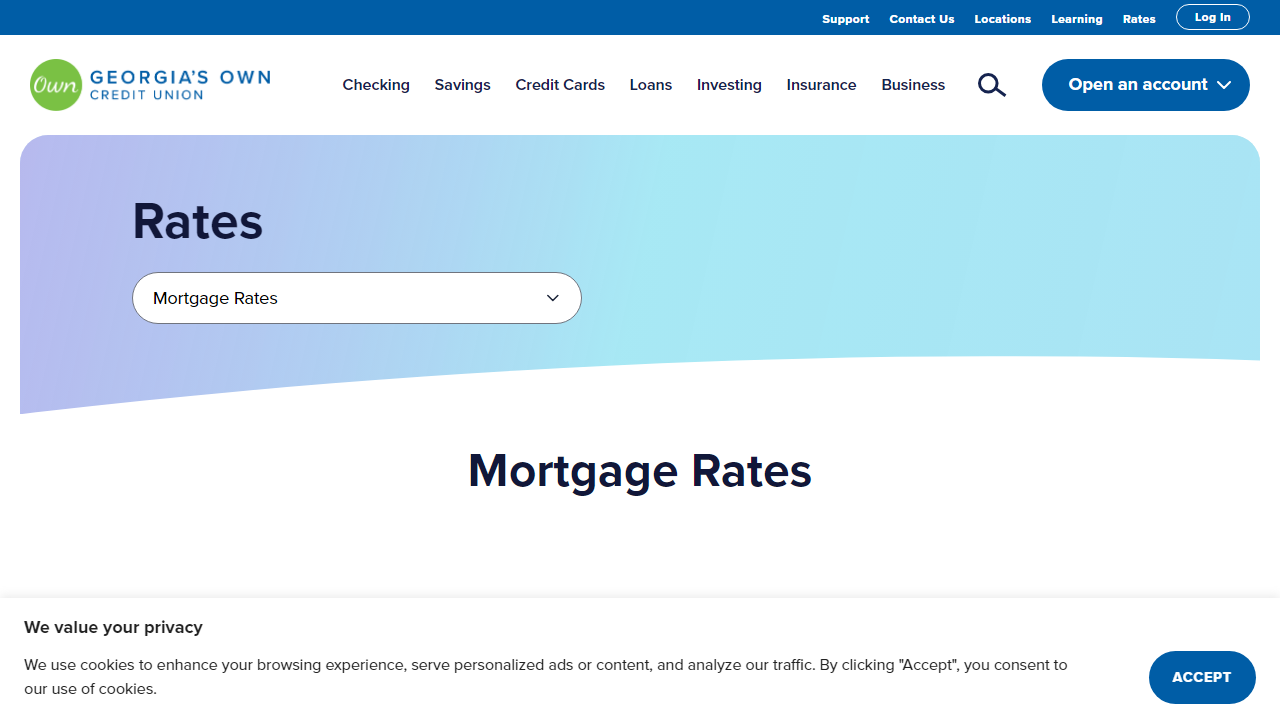 Support Contact Us Locations Learning Rates Log In
Own GEORGIA'S OWN
CREDIT UNION
Checking Savings Credit Cards Loans Investing Insurance Business Open an account
Rates
Mortgage Rates
Mortgage Rates
We value your privacy
We use cookies to enhance your browsing experience, serve personalized ads or content, and analyze our traffic. By clicking "Accept", you consent to
our use of cookies.
ACCEPT